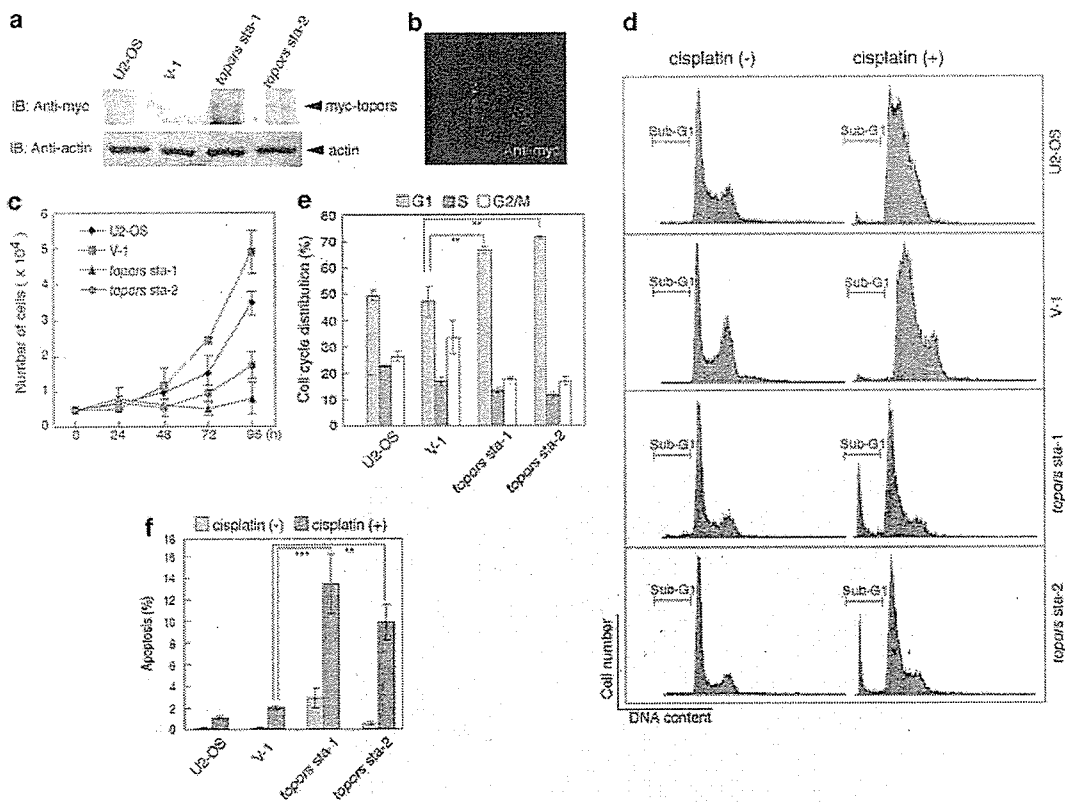 a
U2-OS
V-1
topors sta-1
topors sta-2
IB: Anti-myc
myc-topors
IB: Anti-actin
actin
b
Anti-myc
c
Number of cells (×10⁴)
6
5
4
3
2
1
0
U2-OS
V-1
topors sta-1
topors sta-2
0 24 48 72 96 (h)
e
G1 S G2/M
Cell cycle distribution (%)
80
70
60
50
40
30
20
10
0
**
**
U2-OS
V-1
topors sta-1
topors sta-2
f
cisplatin (-) cisplatin (+)
Apoptosis (%)
18
16
14
12
10
8
6
4
2
0
***
**
U2-OS
V-1
topors sta-1
topors sta-2
d
cisplatin (-) cisplatin (+)
Sub-G1 Sub-G1
U2-OS
Sub-G1 Sub-G1
V-1
Sub-G1 Sub-G1
topors sta-1
Sub-G1 Sub-G1
topors sta-2
Cell number
DNA content